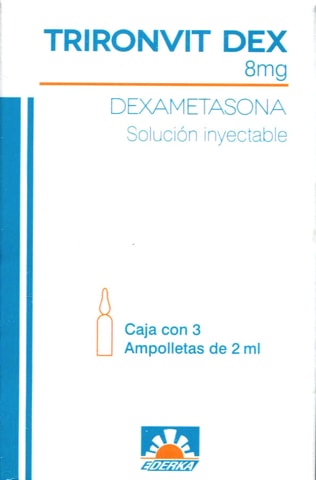 TRIRONVIT DEX
8mg
DEXAMETASONA
Solución inyectable
Caja con 3
Ampolletas de 2 ml
EDERKA